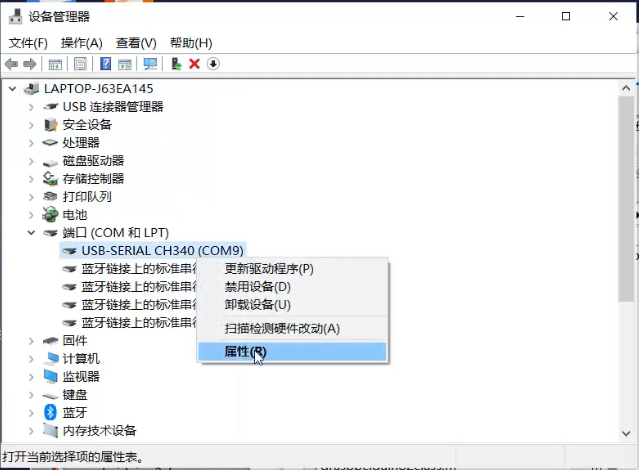 设备管理器
文件(F) 操作(A) 查看(V) 帮助(H)
LAPTOP-J63EA145
USB 连接器管理器
安全设备
处理器
磁盘驱动器
存储控制器
打印队列
电池
端口 (COM 和 LPT)
USB-SERIAL CH340 (COM9)
蓝牙链接上的标准串
更新驱动程序(P)
蓝牙链接上的标准串
禁用设备(D)
蓝牙链接上的标准串
卸载设备(U)
蓝牙链接上的标准串
扫描检测硬件改动(A)
固件
属性(R)
计算机
监视器
键盘
蓝牙
内存技术设备
打开当前选择项的属性表。